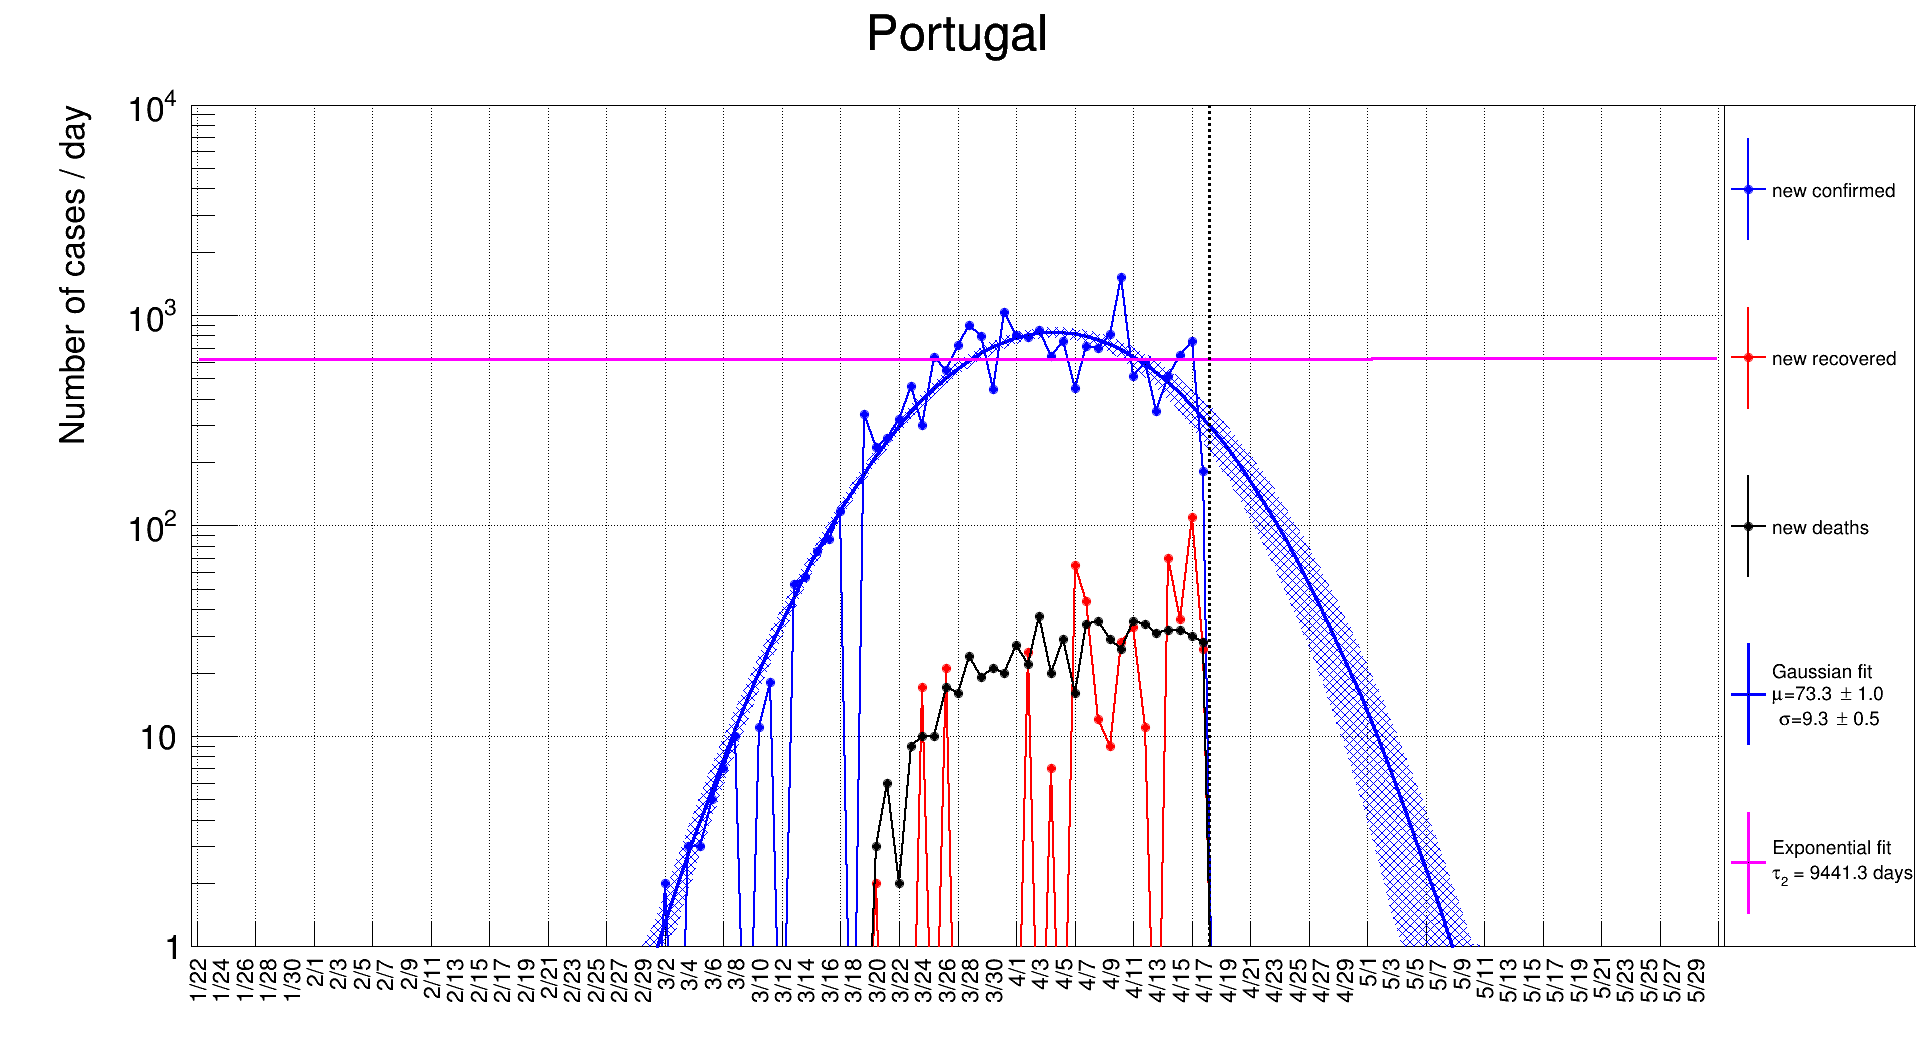 Portugal
Number of cases / day
10^4
10^3
10^2
10
1
1/22 1/24 1/26 1/28 1/30 2/1 2/3 2/5 2/7 2/9 2/11 2/13 2/15 2/17 2/19 2/21 2/23 2/25 2/27 2/29 3/2 3/4 3/6 3/8 3/10 3/12 3/14 3/16 3/18 3/20 3/22 3/24 3/26 3/28 3/30 4/1 4/3 4/5 4/7 4/9 4/11 4/13 4/15 4/17 4/19 4/21 4/23 4/25 4/27 4/29 5/1 5/3 5/5 5/7 5/9 5/11 5/13 5/15 5/17 5/19 5/21 5/23 5/25 5/27 5/29
new confirmed
new recovered
new deaths
Gaussian fit
μ=73.3 ± 1.0
σ=9.3 ± 0.5
Exponential fit
τ₂ = 9441.3 days